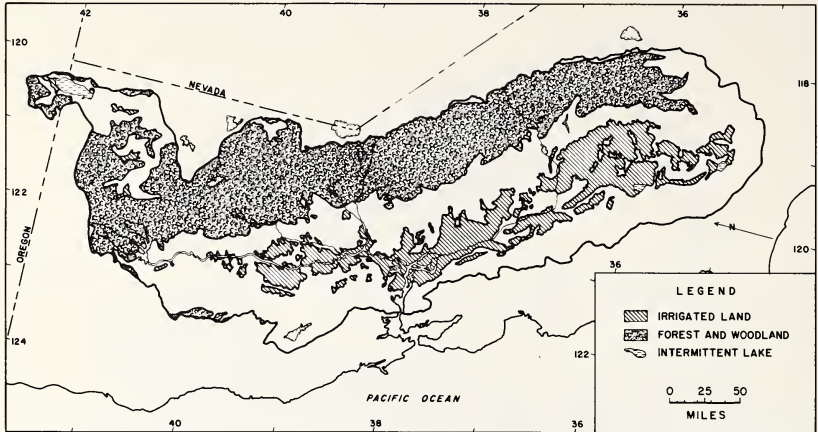 42
40
38
36
120
118
NEVADA
122
OREGON
N
120
36
LEGEND
IRRIGATED LAND
FOREST AND WOODLAND
INTERMITTENT LAKE
124
122
0 25 50
MILES
PACIFIC OCEAN
40
38
36